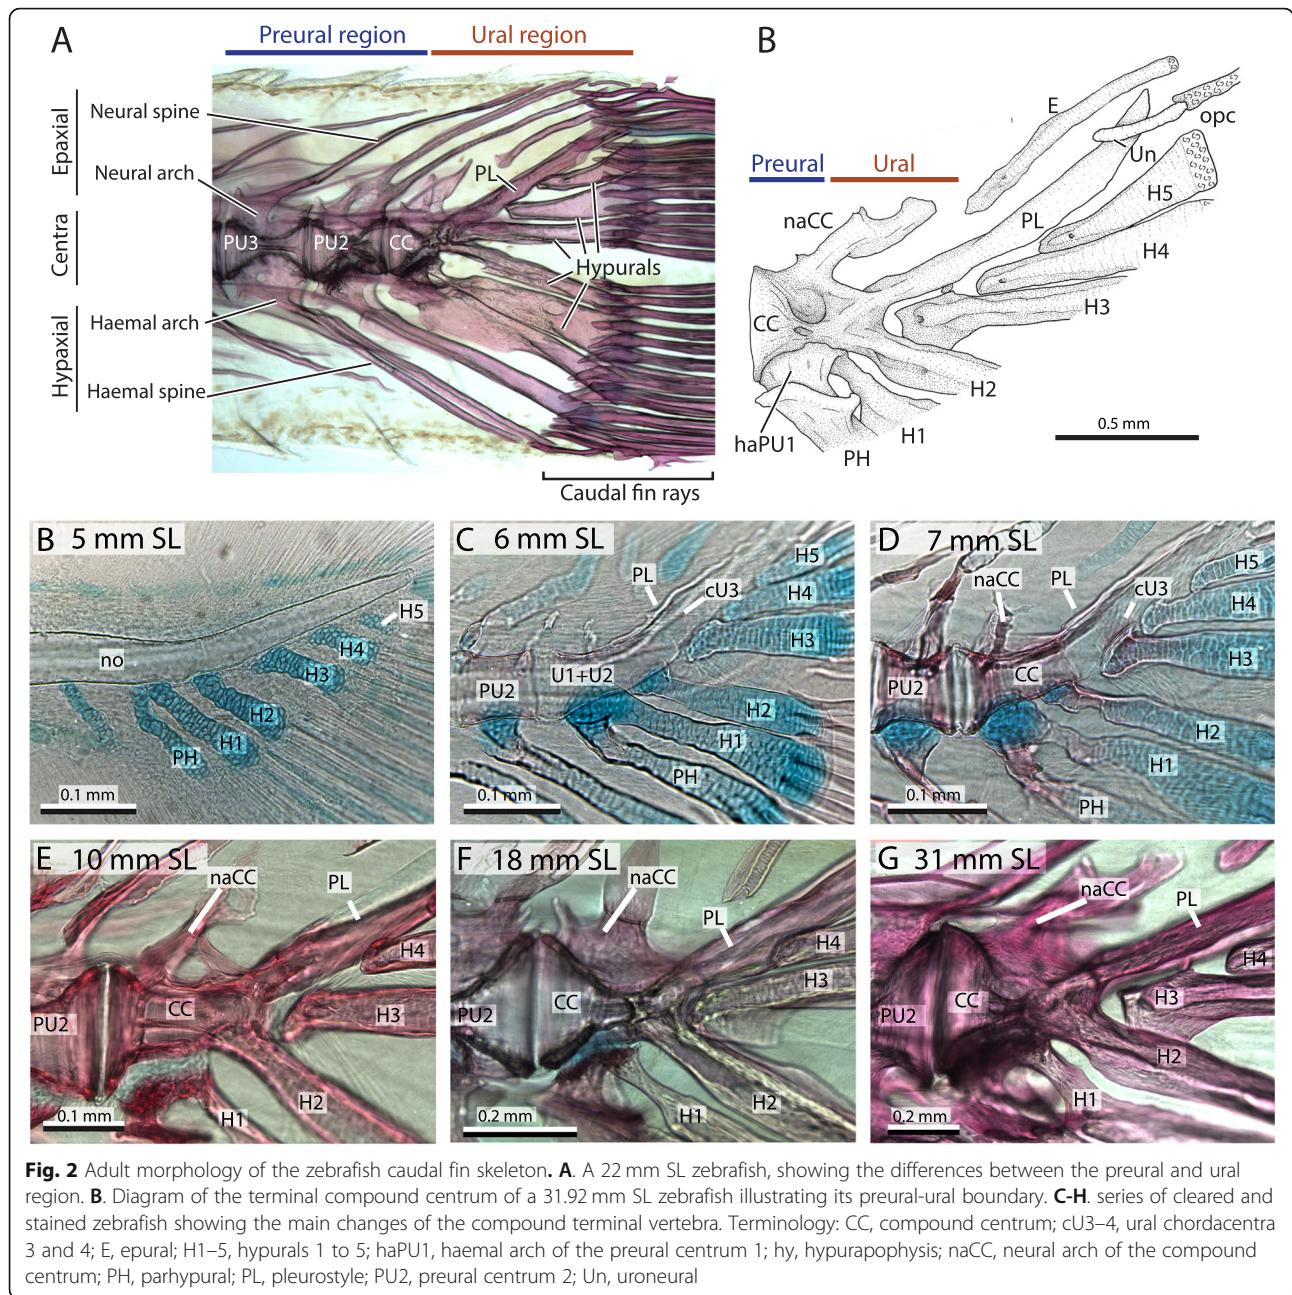 A
Preural region
Ural region
Epaxial
Centra
Hypaxial
Neural spine
Neural arch
Haemal arch
Haemal spine
PL
PU3
PU2
CC
Hypurals
Caudal fin rays
B
Preural
Ural
E
opc
Un
H5
PL
H4
naCC
H3
CC
H2
H1
haPU1
PH
0.5 mm
B 5 mm SL
no
H5
H4
H3
H2
H1
PH
0.1 mm
C 6 mm SL
PL
cU3
H5
H4
H3
PU2
U1+U2
H2
H1
PH
0.1 mm
D 7 mm SL
naCC
PL
cU3
H5
H4
H3
PU2
CC
H2
H1
PH
0.1 mm
E 10 mm SL
naCC
PL
H4
CC
H3
PU2
H2
H1
0.1 mm
F 18 mm SL
naCC
PL
H4
H3
CC
PU2
H2
H1
0.2 mm
G 31 mm SL
naCC
PL
H4
H3
CC
PU2
H2
H1
0.2 mm
Fig. 2 Adult morphology of the zebrafish caudal fin skeleton. A. A 22 mm SL zebrafish, showing the differences between the preural and ural
region. B. Diagram of the terminal compound centrum of a 31.92 mm SL zebrafish illustrating its preural-ural boundary. C-H. series of cleared and
stained zebrafish showing the main changes of the compound terminal vertebra. Terminology: CC, compound centrum; cU3–4, ural chordacentra
3 and 4; E, epural; H1–5, hypurals 1 to 5; haPU1, haemal arch of the preural centrum 1; hy, hypurapophysis; naCC, neural arch of the compound
centrum; PH, parhypural; PL, pleurostyle; PU2, preural centrum 2; Un, uroneural